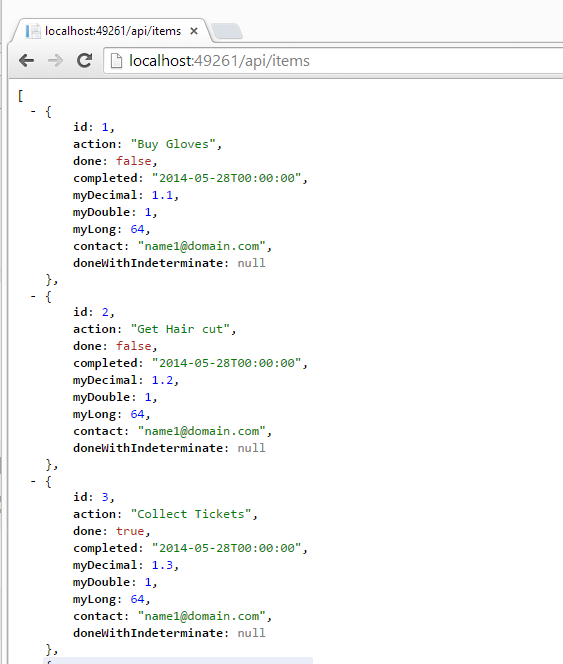 localhost:49261/api/items
localhost:49261/api/items
[
- {
id: 1,
action: "Buy Gloves",
done: false,
completed: "2014-05-28T00:00:00",
myDecimal: 1.1,
myDouble: 1,
myLong: 64,
contact: "name1@domain.com",
doneWithIndeterminate: null
},
- {
id: 2,
action: "Get Hair cut",
done: false,
completed: "2014-05-28T00:00:00",
myDecimal: 1.2,
myDouble: 1,
myLong: 64,
contact: "name1@domain.com",
doneWithIndeterminate: null
},
- {
id: 3,
action: "Collect Tickets",
done: true,
completed: "2014-05-28T00:00:00",
myDecimal: 1.3,
myDouble: 1,
myLong: 64,
contact: "name1@domain.com",
doneWithIndeterminate: null
},